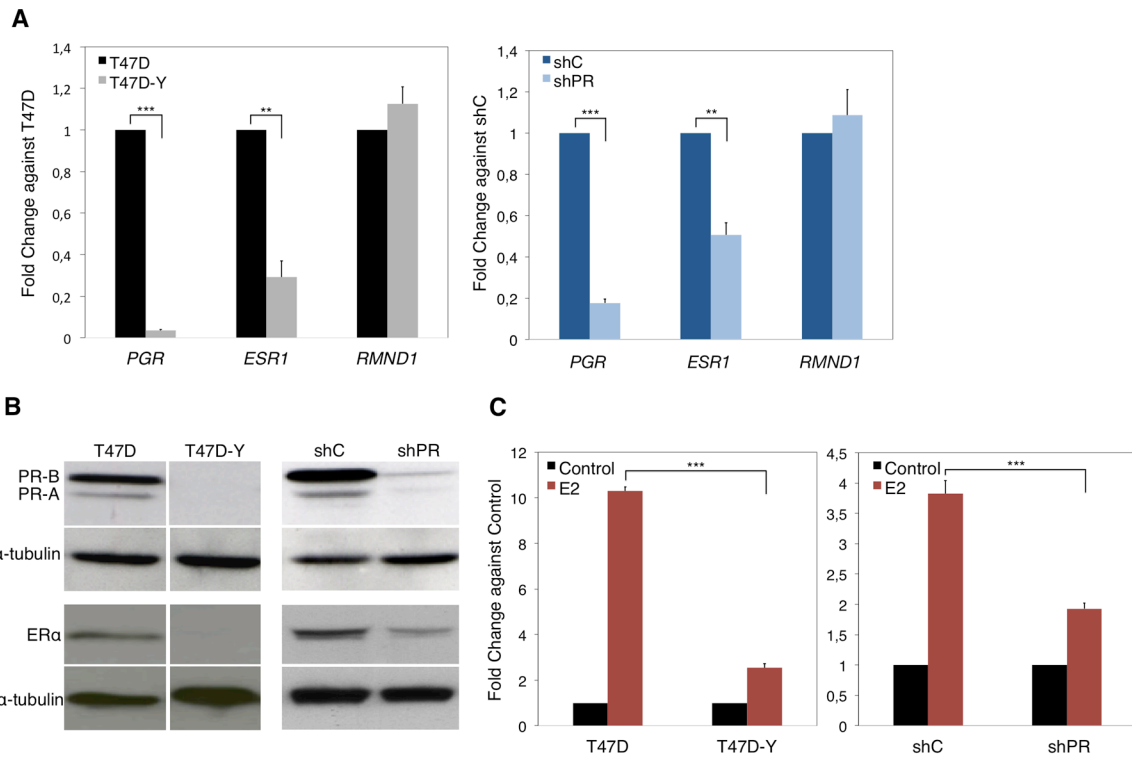 A
1,4
1,2
1
0,8
0,6
0,4
0,2
0
Fold Change against T47D
T47D
T47D-Y
***
**
PGR ESR1 RMND1
1,4
1,2
1
0,8
0,6
0,4
0,2
0
Fold Change against shC
shC
shPR
***
**
PGR ESR1 RMND1
B
T47D T47D-Y shC shPR
PR-B
PR-A
α-tubulin
ERα
α-tubulin
C
12
10
8
6
4
2
0
Fold Change against Control
Control
E2
***
T47D T47D-Y
4,5
4
3,5
3
2,5
2
1,5
1
0,5
0
Control
E2
***
shC shPR